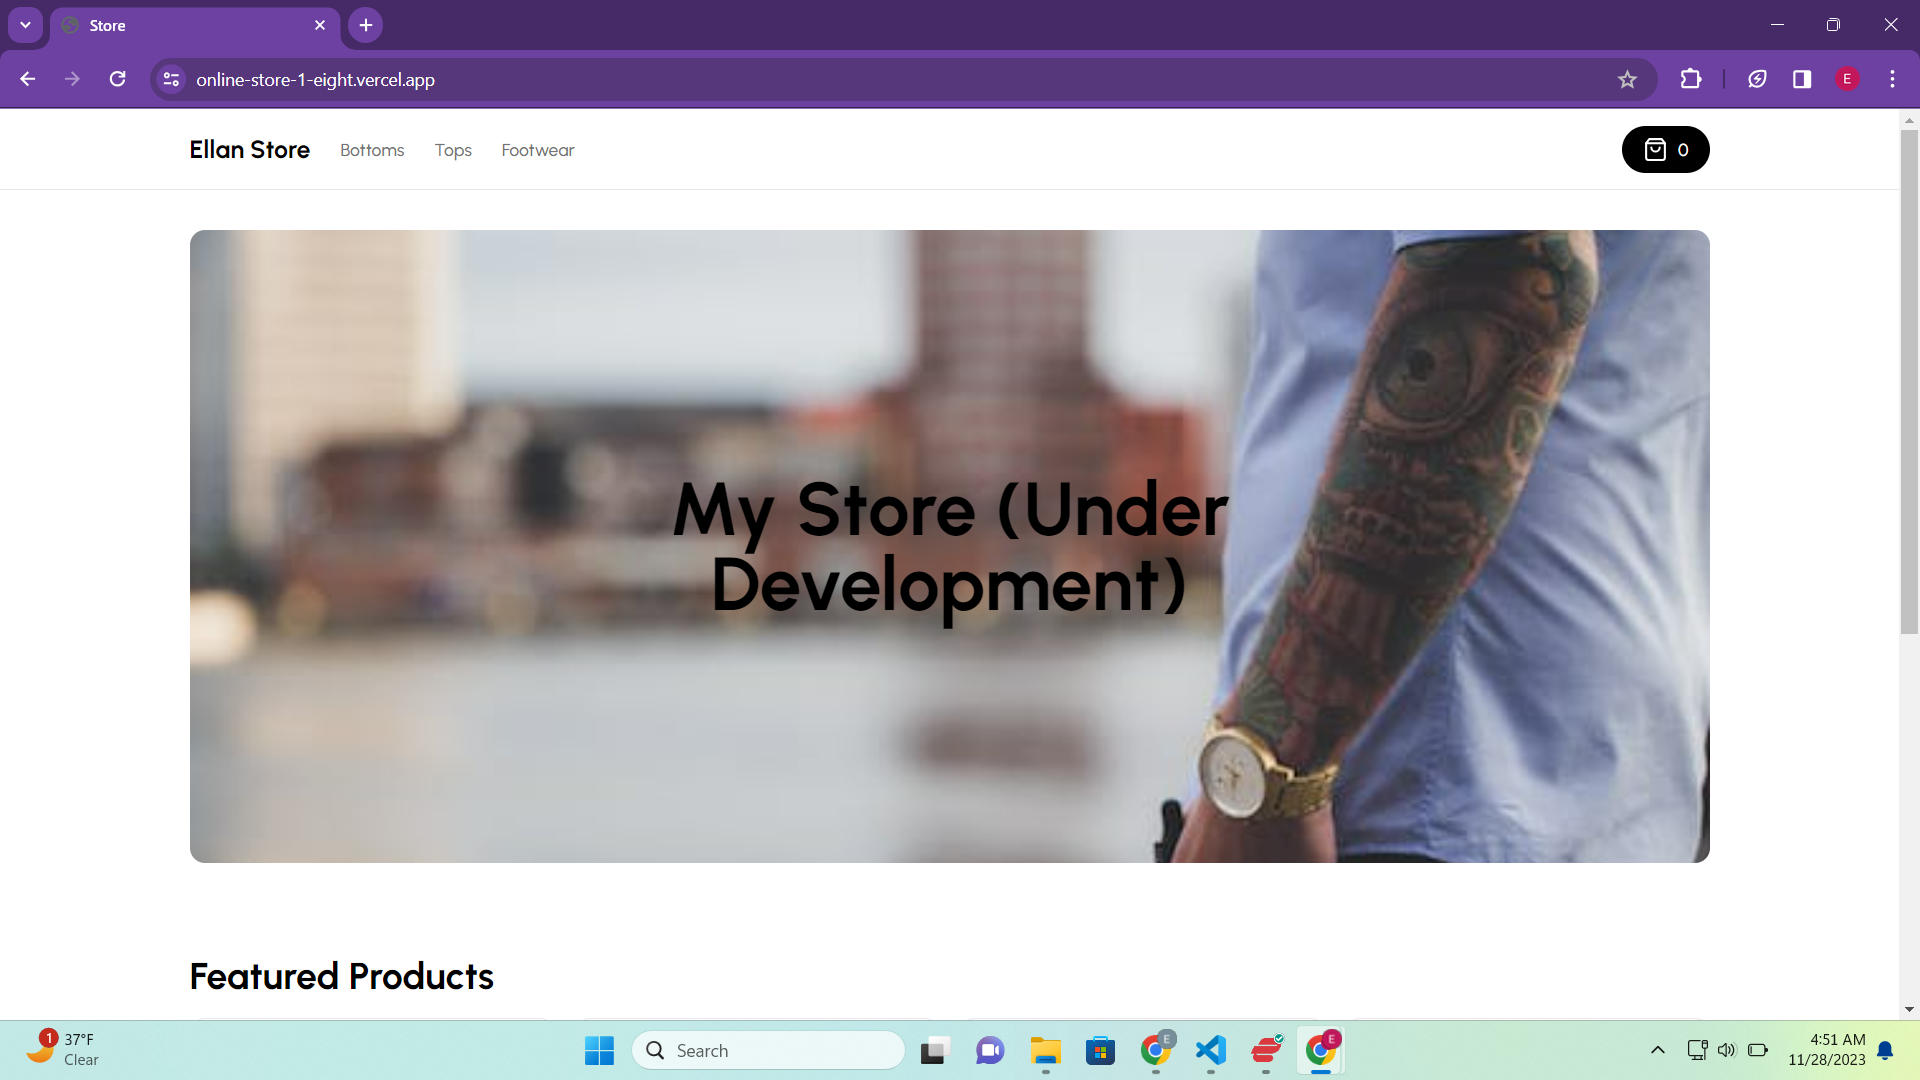 Store
online-store-1-eight.vercel.app
E
Ellan Store
Bottoms
Tops
Footwear
0
My Store (Under
Development)
Featured Products
1
37°F
Clear
Search
E
E
4:51 AM
11/28/2023